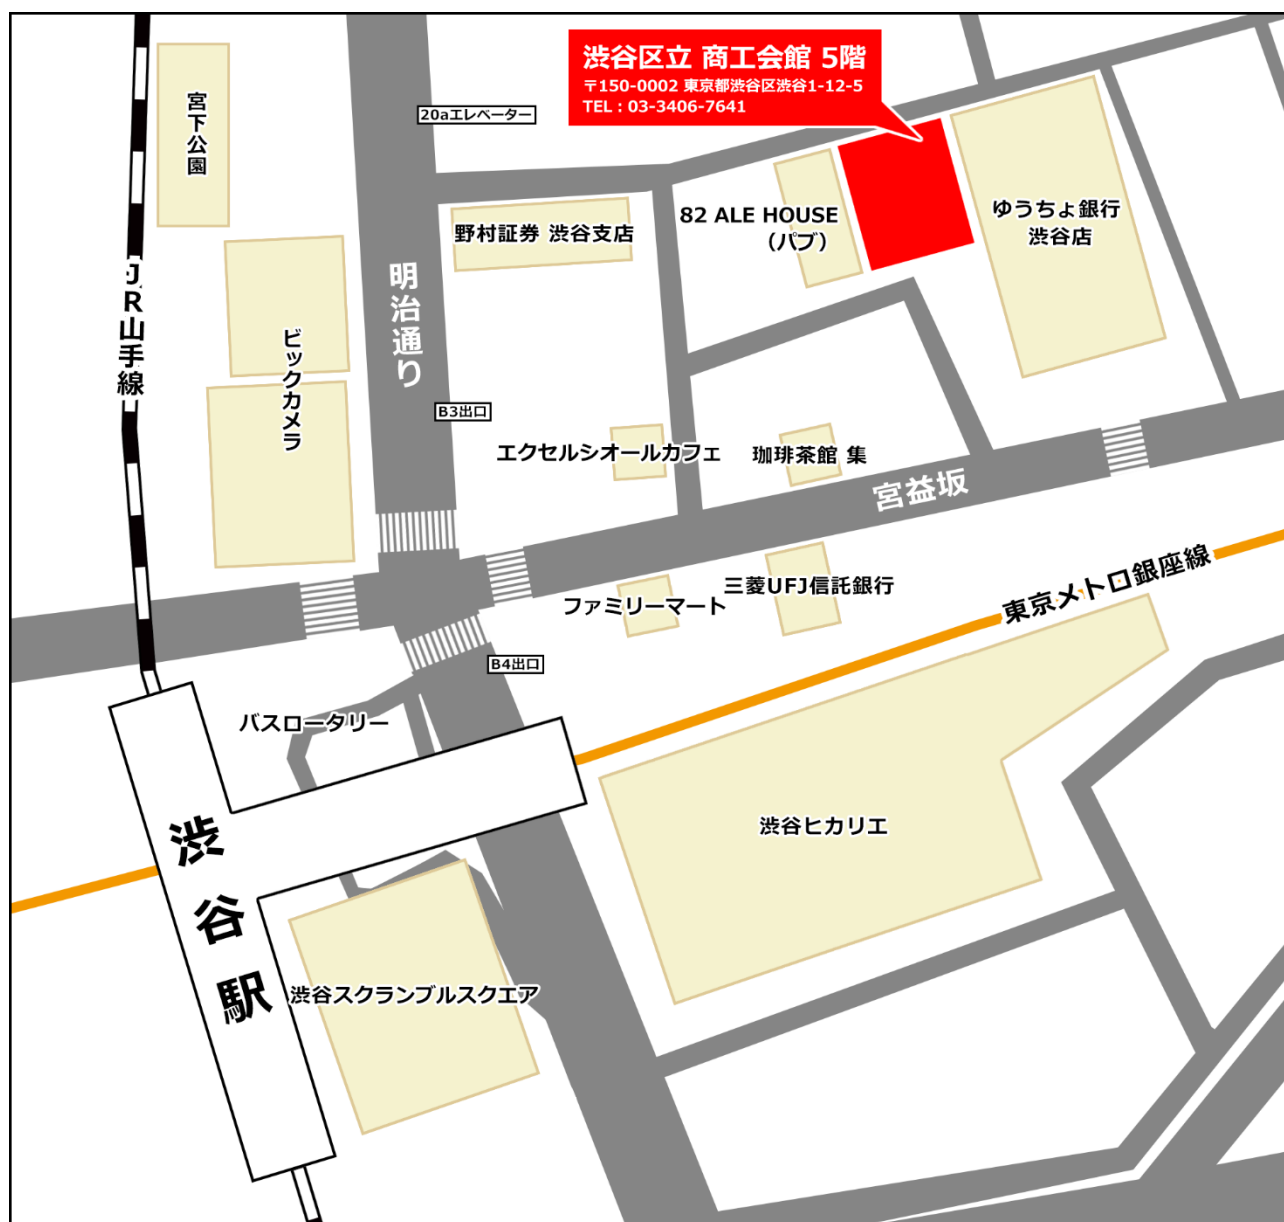 渋谷区立 商工会館 5階
〒150-0002 東京都渋谷区渋谷1-12-5
TEL：03-3406-7641
宮下公園
20aエレベーター
ゆうちょ銀行
渋谷店
82 ALE HOUSE
（パブ）
野村証券 渋谷支店
JR山手線
明治通り
ビックカメラ
B3出口
エクセルシオールカフェ
珈琲茶館 集
宮益坂
東京メトロ銀座線
三菱UFJ信託銀行
ファミリーマート
B4出口
バスロータリー
渋谷ヒカリエ
渋谷駅
渋谷スクランブルスクエア